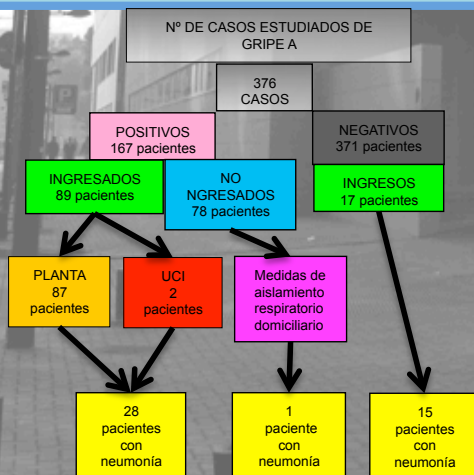 Nº DE CASOS ESTUDIADOS DE
GRIPE A
376
CASOS
POSITIVOS
167 pacientes
NEGATIVOS
371 pacientes
INGRESADOS
89 pacientes
NO
NGRESADOS
78 pacientes
INGRESOS
17 pacientes
PLANTA
87
pacientes
UCI
2
pacientes
Medidas de
aislamiento
respiratorio
domiciliario
28
pacientes
con
neumonía
1
paciente
con
neumonía
15
pacientes
con
neumonía